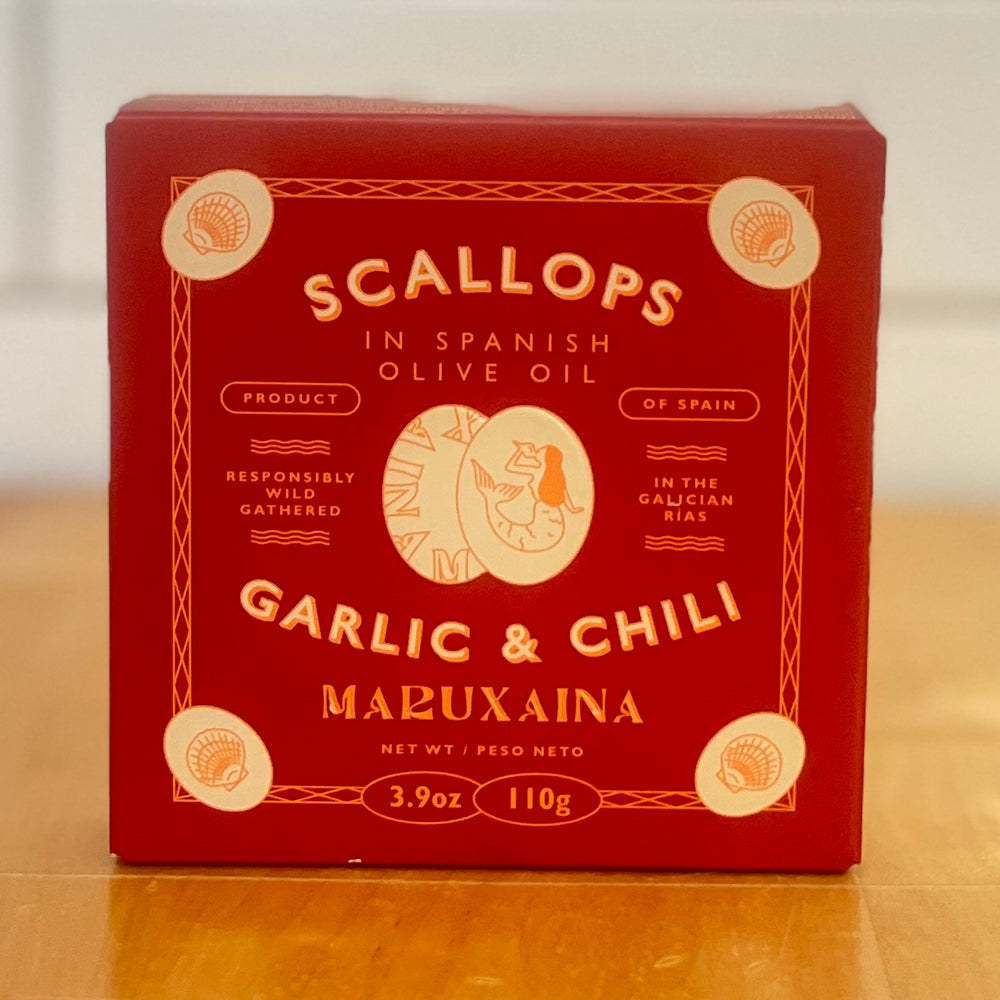 SCALLOPS
IN SPANISH
OLIVE OIL
PRODUCT
OF SPAIN
RESPONSIBLY
WILD
GATHERED
IN THE
GALICIAN
RÍAS
GARLIC & CHILI
MARUXAINA
NET WT / PESO NETO
3.9oz 110g